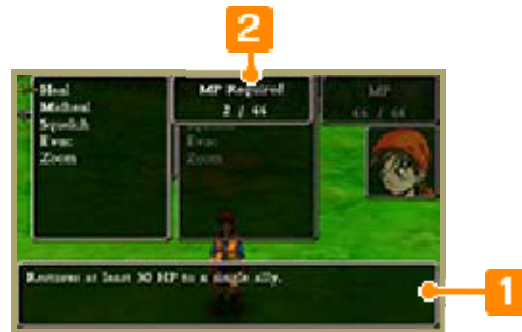 2
Heal
Midheal
Squelch
Evac
Zoom
MP Required
2 / 44
MP
44 / 44
Evac
Zoom
Restores at least 30 HP to a single ally.
1